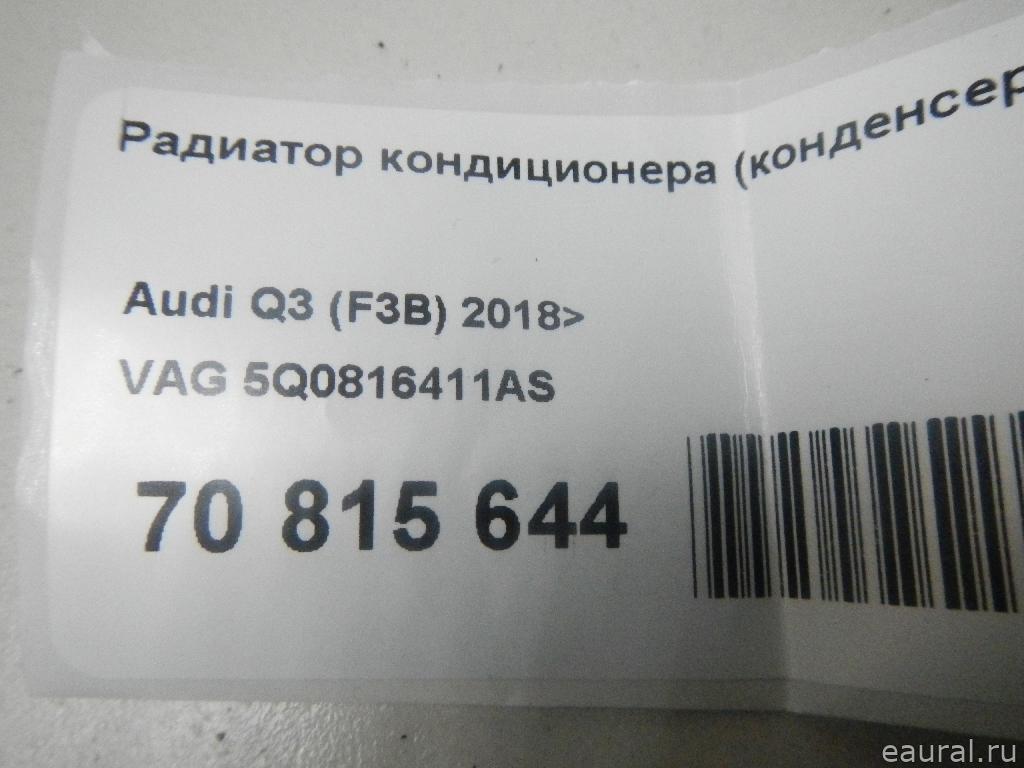 Радиатор кондиционера (конденсер
Audi Q3 (F3B) 2018>
VAG 5Q0816411AS
70 815 644
eaural.ru